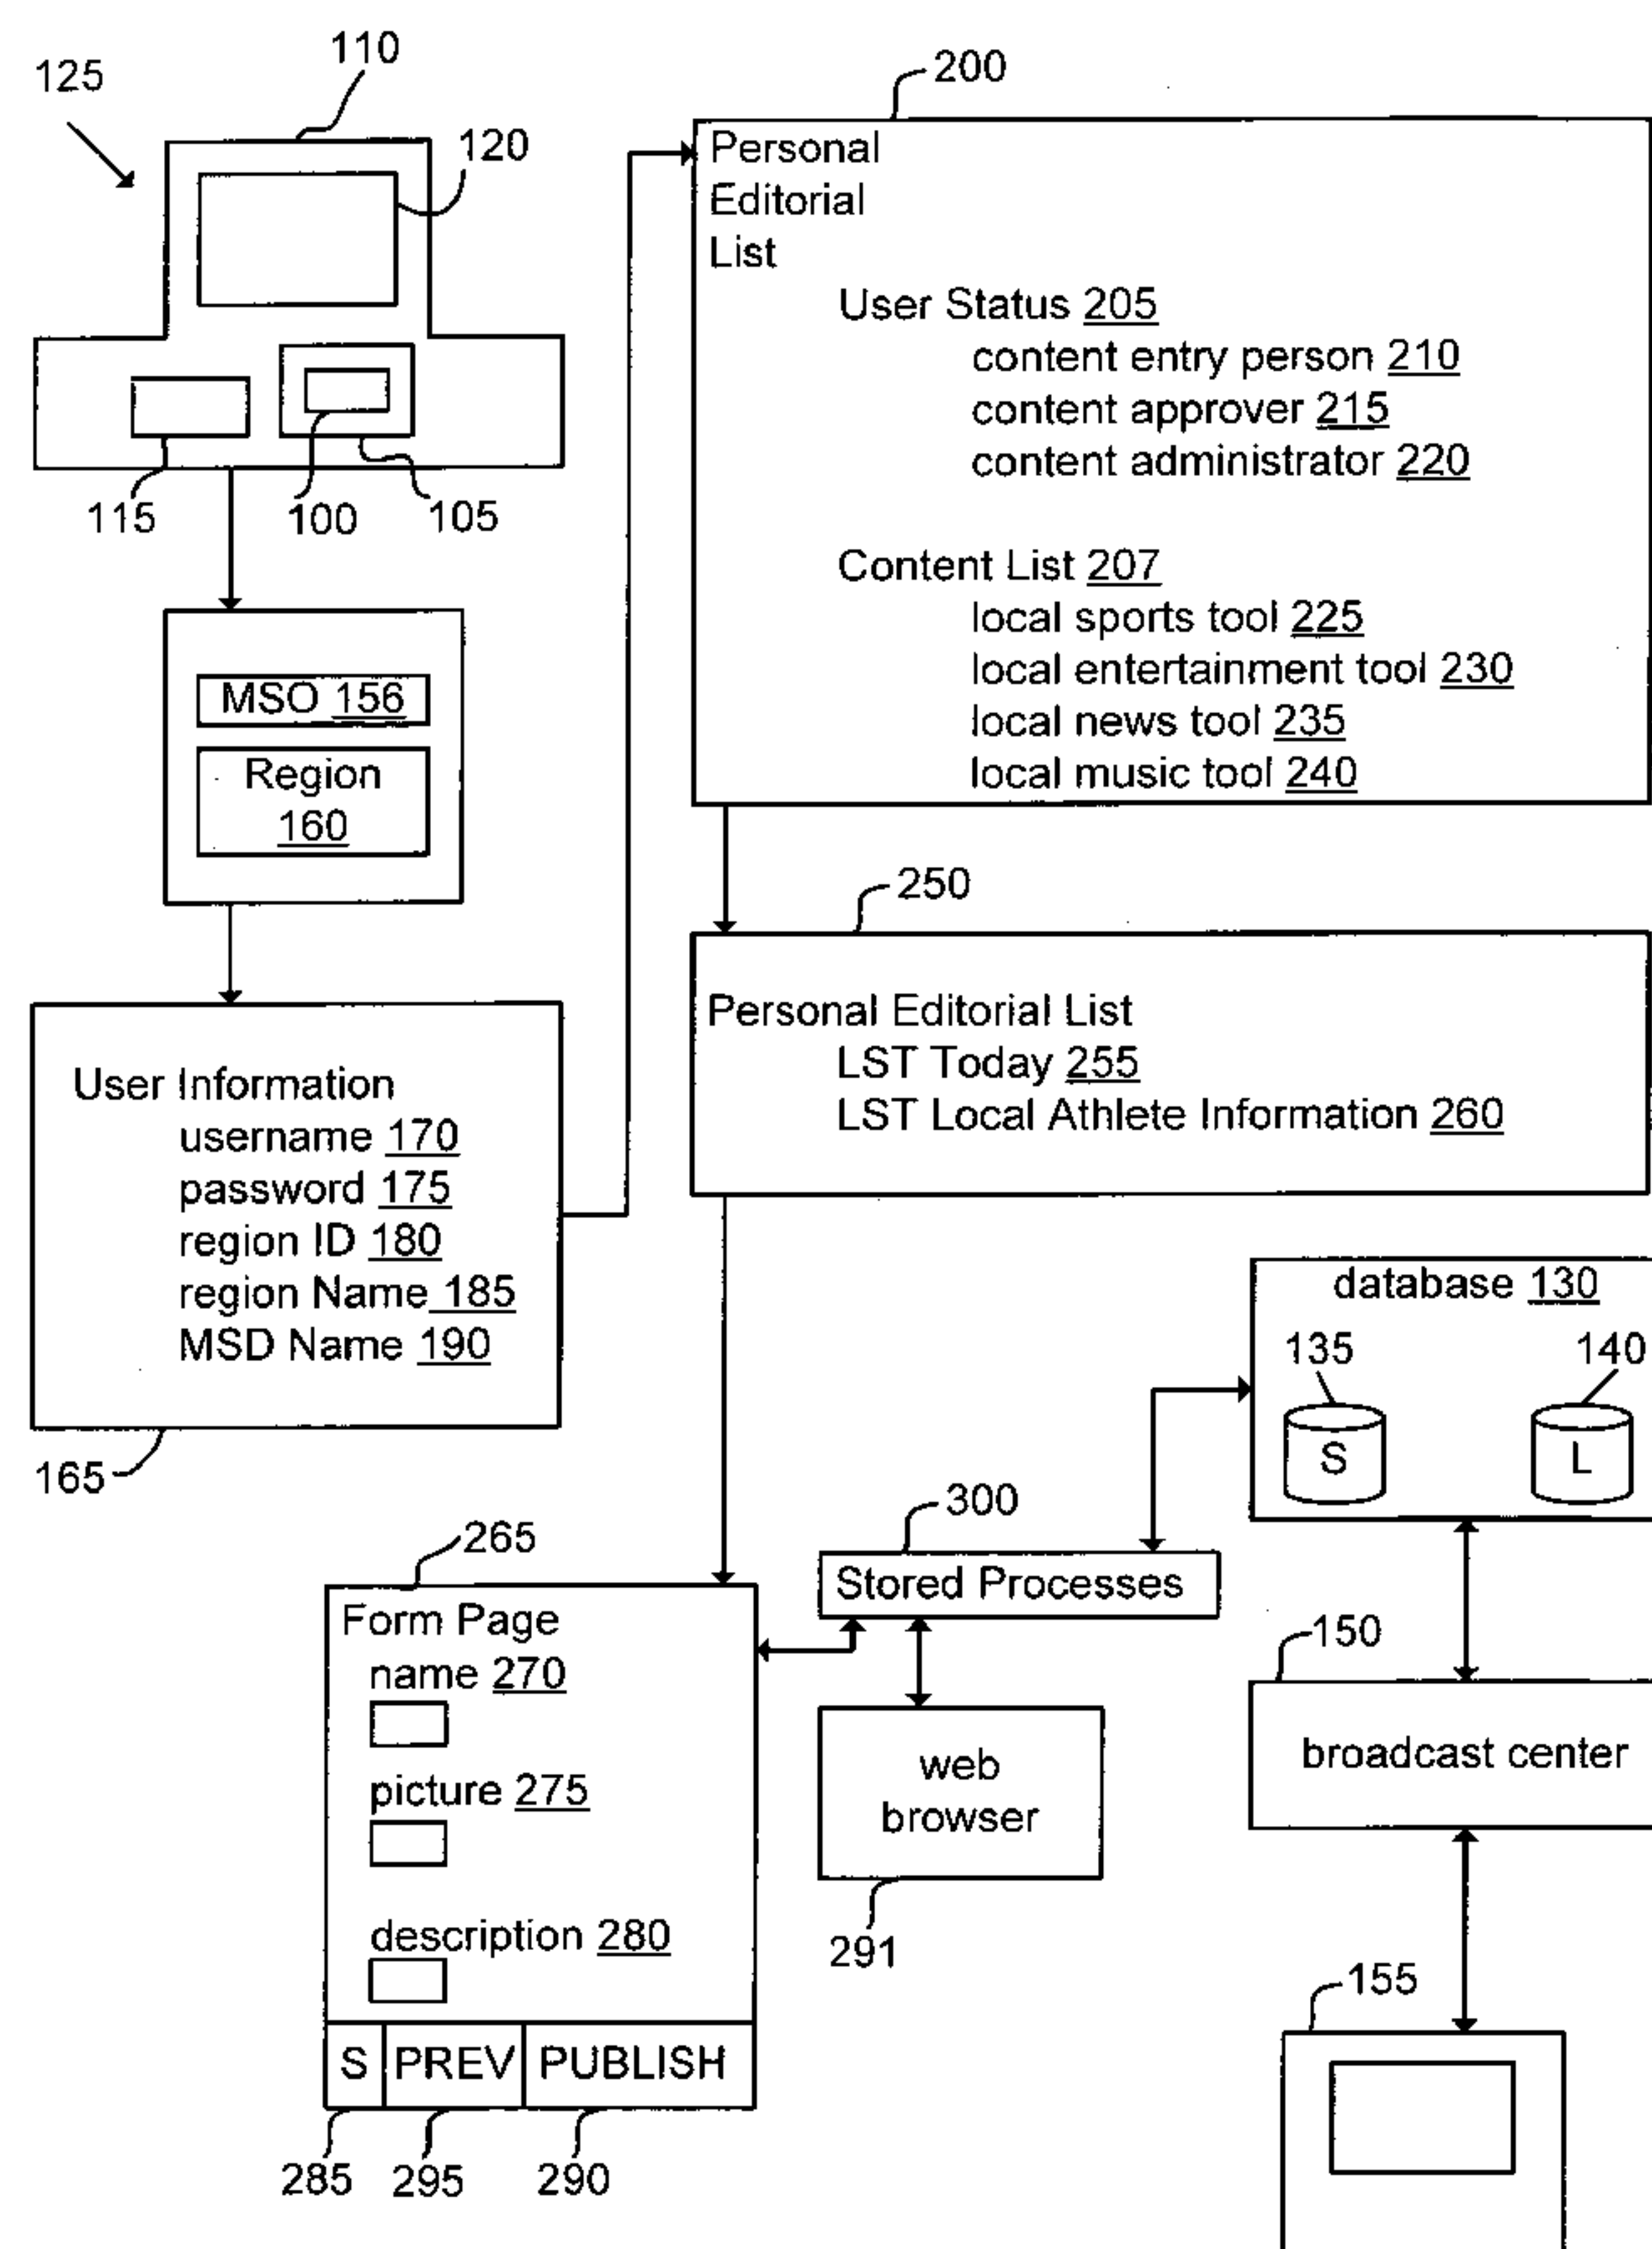 110
125
120
115
100
105
MSO 156
Region
160
User Information
username 170
password 175
region ID 180
region Name 185
MSD Name 190
165
200
Personal
Editorial
List
User Status 205
content entry person 210
content approver 215
content administrator 220
Content List 207
local sports tool 225
local entertainment tool 230
local news tool 235
local music tool 240
250
Personal Editorial List
LST Today 255
LST Local Athlete Information 260
database 130
135
140
S
L
300
Stored Processes
265
Form Page
name 270
picture 275
description 280
S
PREV
PUBLISH
285
295
290
web
browser
291
150
broadcast center
155